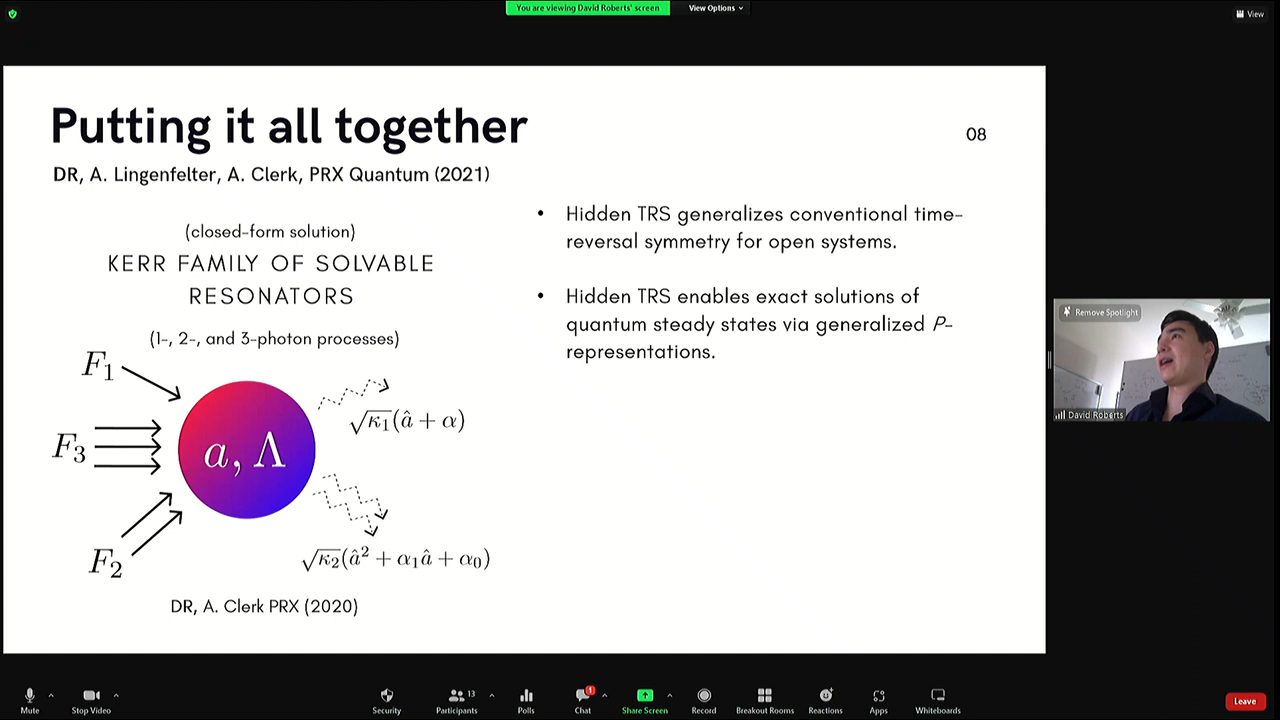 You are viewing David Roberts' screen
View Options
View
Putting it all together
08
DR, A. Lingenfelter, A. Clerk, PRX Quantum (2021)
(closed-form solution)
KERR FAMILY OF SOLVABLE
RESONATORS
(1-, 2-, and 3-photon processes)
F₁
F₃
F₂
a, Λ
√κ₁(â + α)
√κ₂(â² + α₁â + α₀)
DR, A. Clerk PRX (2020)
• Hidden TRS generalizes conventional time-
reversal symmetry for open systems.
• Hidden TRS enables exact solutions of
quantum steady states via generalized P-
representations.
Remove Spotlight
David Roberts
Mute
Stop Video
Security
Participants
13
Polls
Chat
1
Share Screen
Record
Breakout Rooms
Reactions
Apps
Whiteboards
Leave